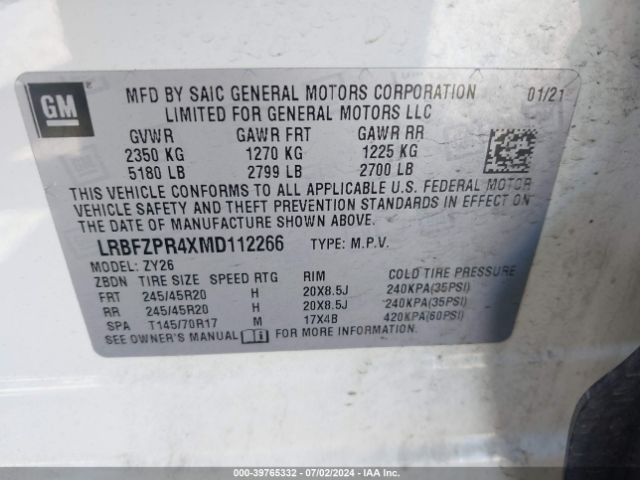 GM
MFD BY SAIC GENERAL MOTORS CORPORATION 01/21
LIMITED FOR GENERAL MOTORS LLC
GVWR GAWR FRT GAWR RR
2350 KG 1270 KG 1225 KG
5180 LB 2799 LB 2700 LB
THIS VEHICLE CONFORMS TO ALL APPLICABLE U.S. FEDERAL MOTOR
VEHICLE SAFETY AND THEFT PREVENTION STANDARDS IN EFFECT ON
THE DATE OF MANUFACTURE SHOWN ABOVE.
LRBFZPR4XMD112266 TYPE: M.P.V.
MODEL: ZY26
ZBDN TIRE SIZE SPEED RTG RIM COLD TIRE PRESSURE
FRT 245/45R20 H 20X8.5J 240KPA(35PSI)
RR 245/45R20 H 20X8.5J 240KPA(35PSI)
SPA T145/70R17 M 17X4B 420KPA(60PSI)
SEE OWNER'S MANUAL FOR MORE INFORMATION
000-39765332 - 07/02/2024 - IAA Inc.